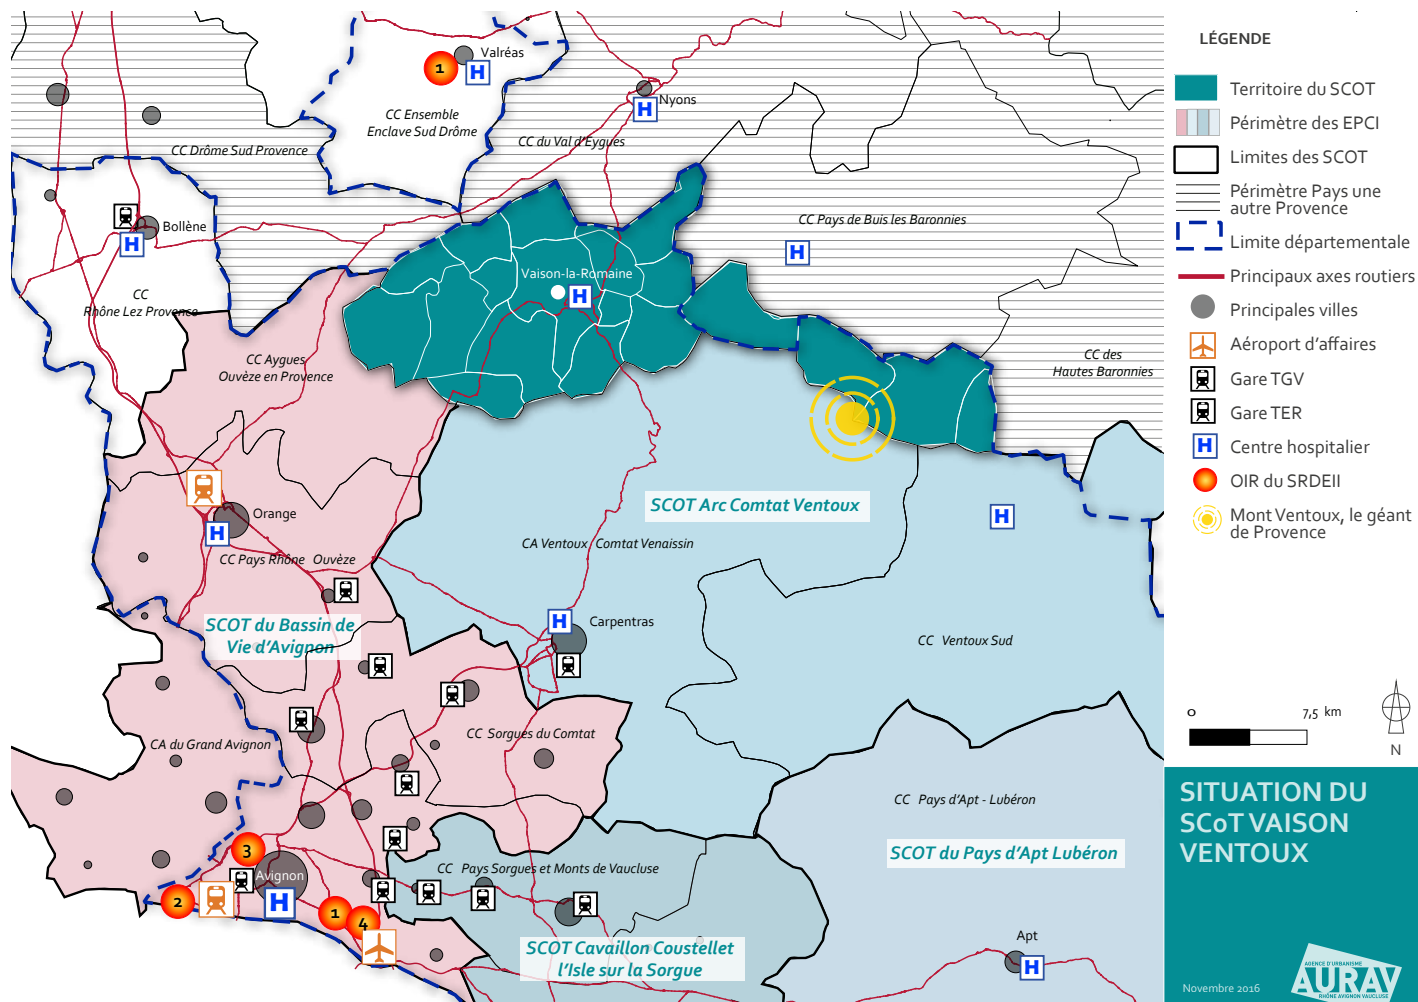 Valréas
1
H
CC Ensemble
Enclave Sud Drôme
Nyons
H
CC du Val d'Eygues
CC Drôme Sud Provence
Bollène
H
CC
Rhône Lez Provence
CC Pays de Buis les Baronnies
H
Vaison-la-Romaine
H
CC Aygues
Ouvèze en Provence
CC des
Hautes Baronnies
SCOT Arc Comtat Ventoux
Orange
H
H
CA Ventoux Comtat Venaissin
CC Pays Rhône Ouvèze
SCOT du Bassin de
Vie d'Avignon
H
Carpentras
CC Ventoux Sud
CA du Grand Avignon
CC Sorgues du Comtat
CC Pays d'Apt - Lubéron
SCOT du Pays d'Apt Lubéron
3
Avignon
H
2
1
4
CC Pays Sorgues et Monts de Vaucluse
SCOT Cavaillon Coustellet
l'Isle sur la Sorgue
Apt
H
LÉGENDE
Territoire du SCOT
Périmètre des EPCI
Limites des SCOT
Périmètre Pays une
autre Provence
Limite départementale
Principaux axes routiers
Principales villes
Aéroport d'affaires
Gare TGV
Gare TER
H Centre hospitalier
OIR du SRDEII
Mont Ventoux, le géant
de Provence
0 7,5 km
N
SITUATION DU
SCoT VAISON
VENTOUX
Novembre 2016
AGENCE D'URBANISME
AURAV
RHÔNE AVIGNON VAUCLUSE